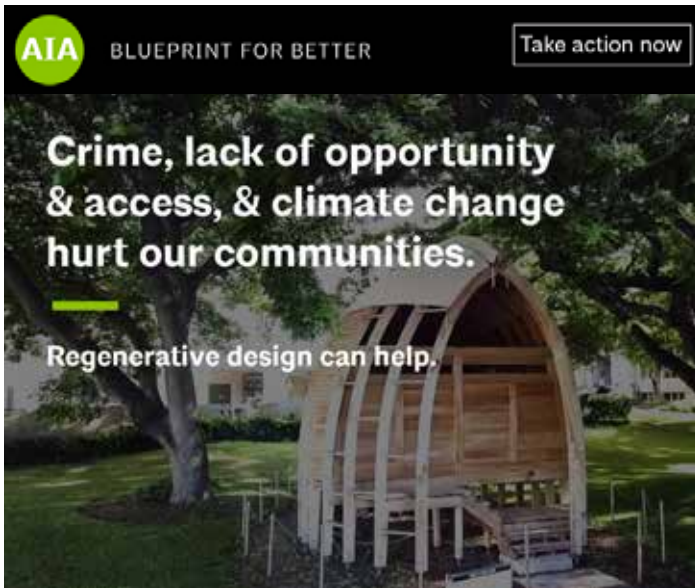 AIA
BLUEPRINT FOR BETTER
Take action now
Crime, lack of opportunity
& access, & climate change
hurt our communities.
Regenerative design can help.